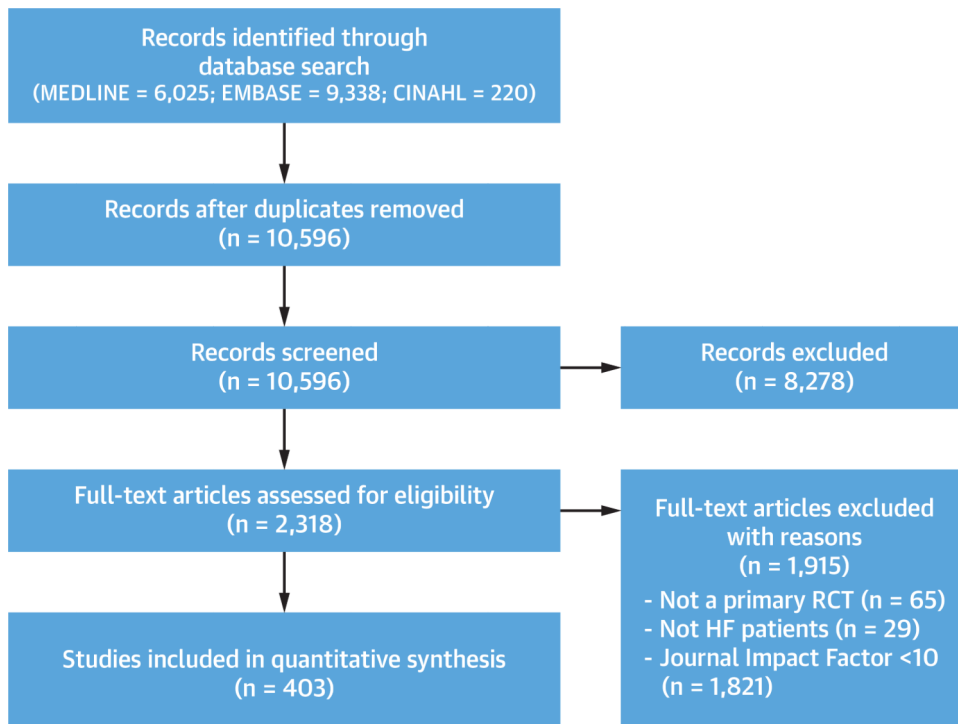 Records identified through
database search
(MEDLINE = 6,025; EMBASE = 9,338; CINAHL = 220)
Records after duplicates removed
(n = 10,596)
Records screened
(n = 10,596)
Records excluded
(n = 8,278)
Full-text articles assessed for eligibility
(n = 2,318)
Full-text articles excluded
with reasons
(n = 1,915)
- Not a primary RCT (n = 65)
- Not HF patients (n = 29)
- Journal Impact Factor <10
(n = 1,821)
Studies included in quantitative synthesis
(n = 403)